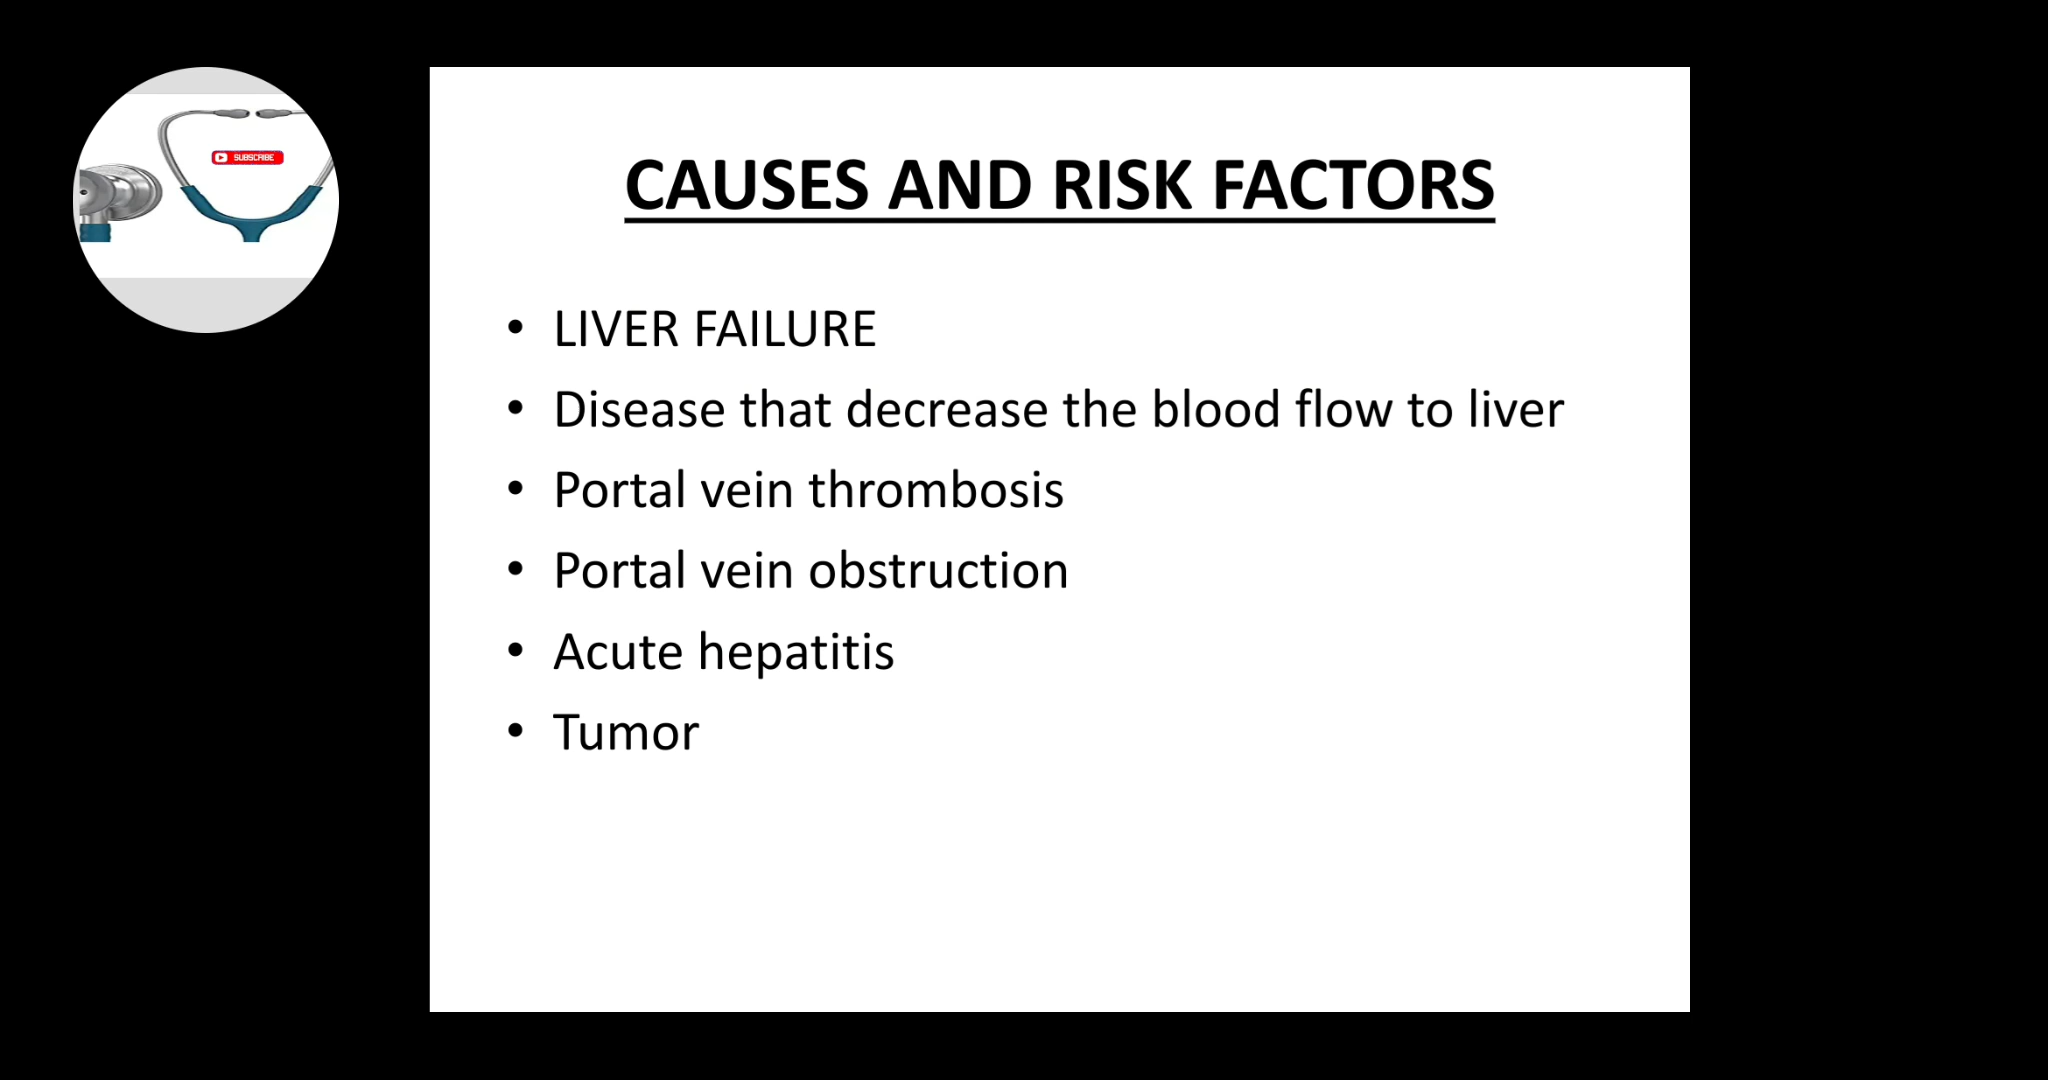 SUBSCRIBE
CAUSES AND RISK FACTORS
• LIVER FAILURE
• Disease that decrease the blood flow to liver
• Portal vein thrombosis
• Portal vein obstruction
• Acute hepatitis
• Tumor